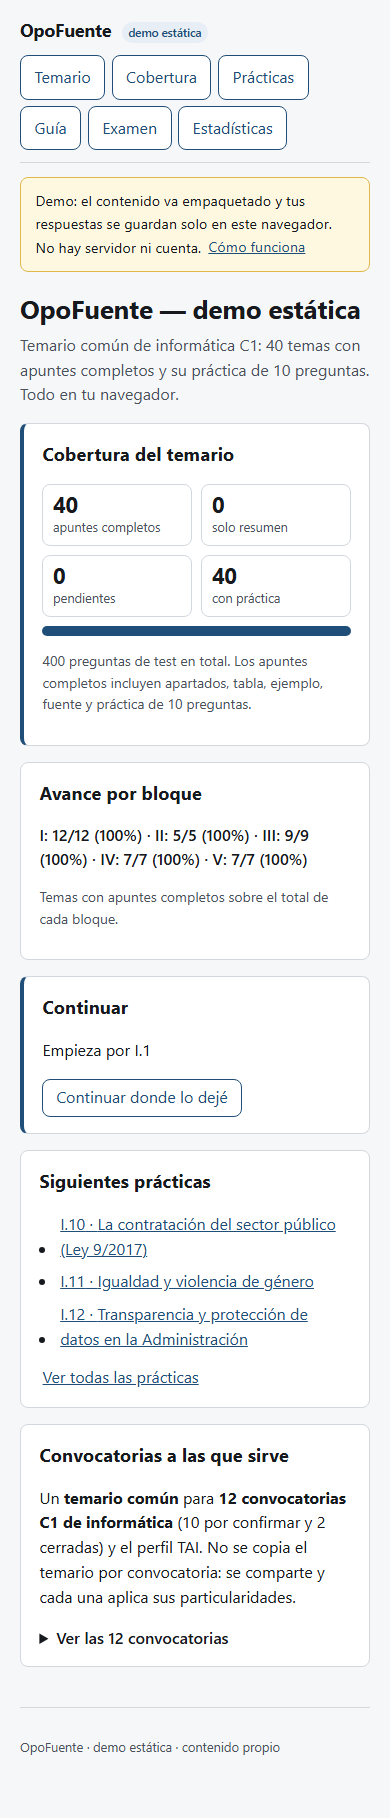 OpoFuente demo estática
Temario Cobertura Prácticas
Guía Examen Estadísticas
Demo: el contenido va empaquetado y tus
respuestas se guardan solo en este navegador.
No hay servidor ni cuenta. Cómo funciona
OpoFuente — demo estática
Temario común de informática C1: 40 temas con
apuntes completos y su práctica de 10 preguntas.
Todo en tu navegador.
Cobertura del temario
40 0
apuntes completos solo resumen
0 40
pendientes con práctica
400 preguntas de test en total. Los apuntes
completos incluyen apartados, tabla, ejemplo,
fuente y práctica de 10 preguntas.
Avance por bloque
I: 12/12 (100%) · II: 5/5 (100%) · III: 9/9
(100%) · IV: 7/7 (100%) · V: 7/7 (100%)
Temas con apuntes completos sobre el total de
cada bloque.
Continuar
Empieza por I.1
Continuar donde lo dejé
Siguientes prácticas
I.10 · La contratación del sector público
(Ley 9/2017)
I.11 · Igualdad y violencia de género
I.12 · Transparencia y protección de
datos en la Administración
Ver todas las prácticas
Convocatorias a las que sirve
Un temario común para 12 convocatorias
C1 de informática (10 por confirmar y 2
cerradas) y el perfil TAI. No se copia el
temario por convocatoria: se comparte y
cada una aplica sus particularidades.
Ver las 12 convocatorias
OpoFuente · demo estática · contenido propio